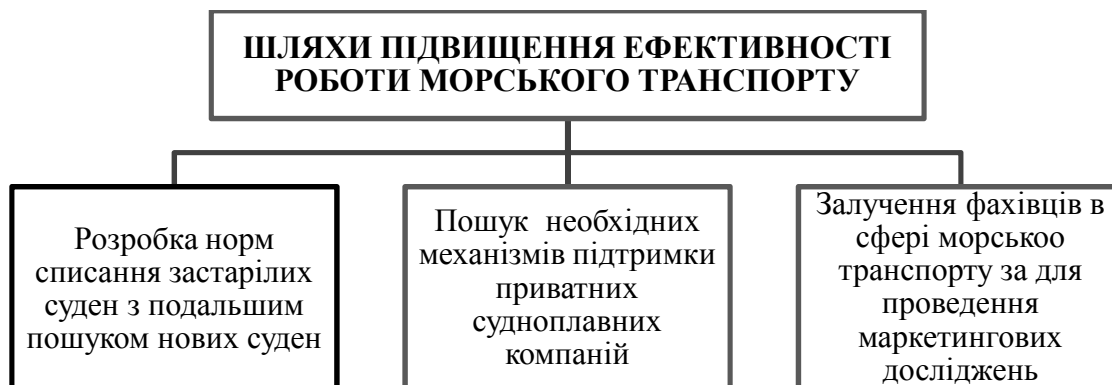 ШЛЯХИ ПІДВИЩЕННЯ ЕФЕКТИВНОСТІ
РОБОТИ МОРСЬКОГО ТРАНСПОРТУ
Розробка норм
списання застарілих
суден з подальшим
пошуком нових суден
Пошук необхідних
механізмів підтримки
приватних
судноплавних
компаній
Залучення фахівців в
сфері морськоо
транспорту за для
проведення
маркетингових
досліджень